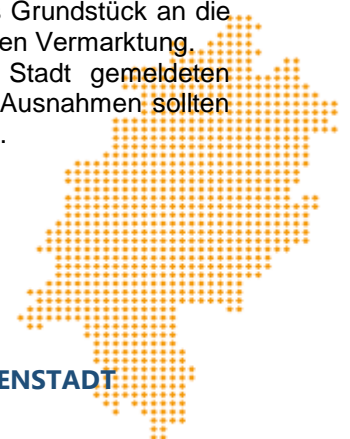 s Grundstück an die
en Vermarktung.
Stadt gemeldeten
Ausnahmen sollten
.
ENSTADT